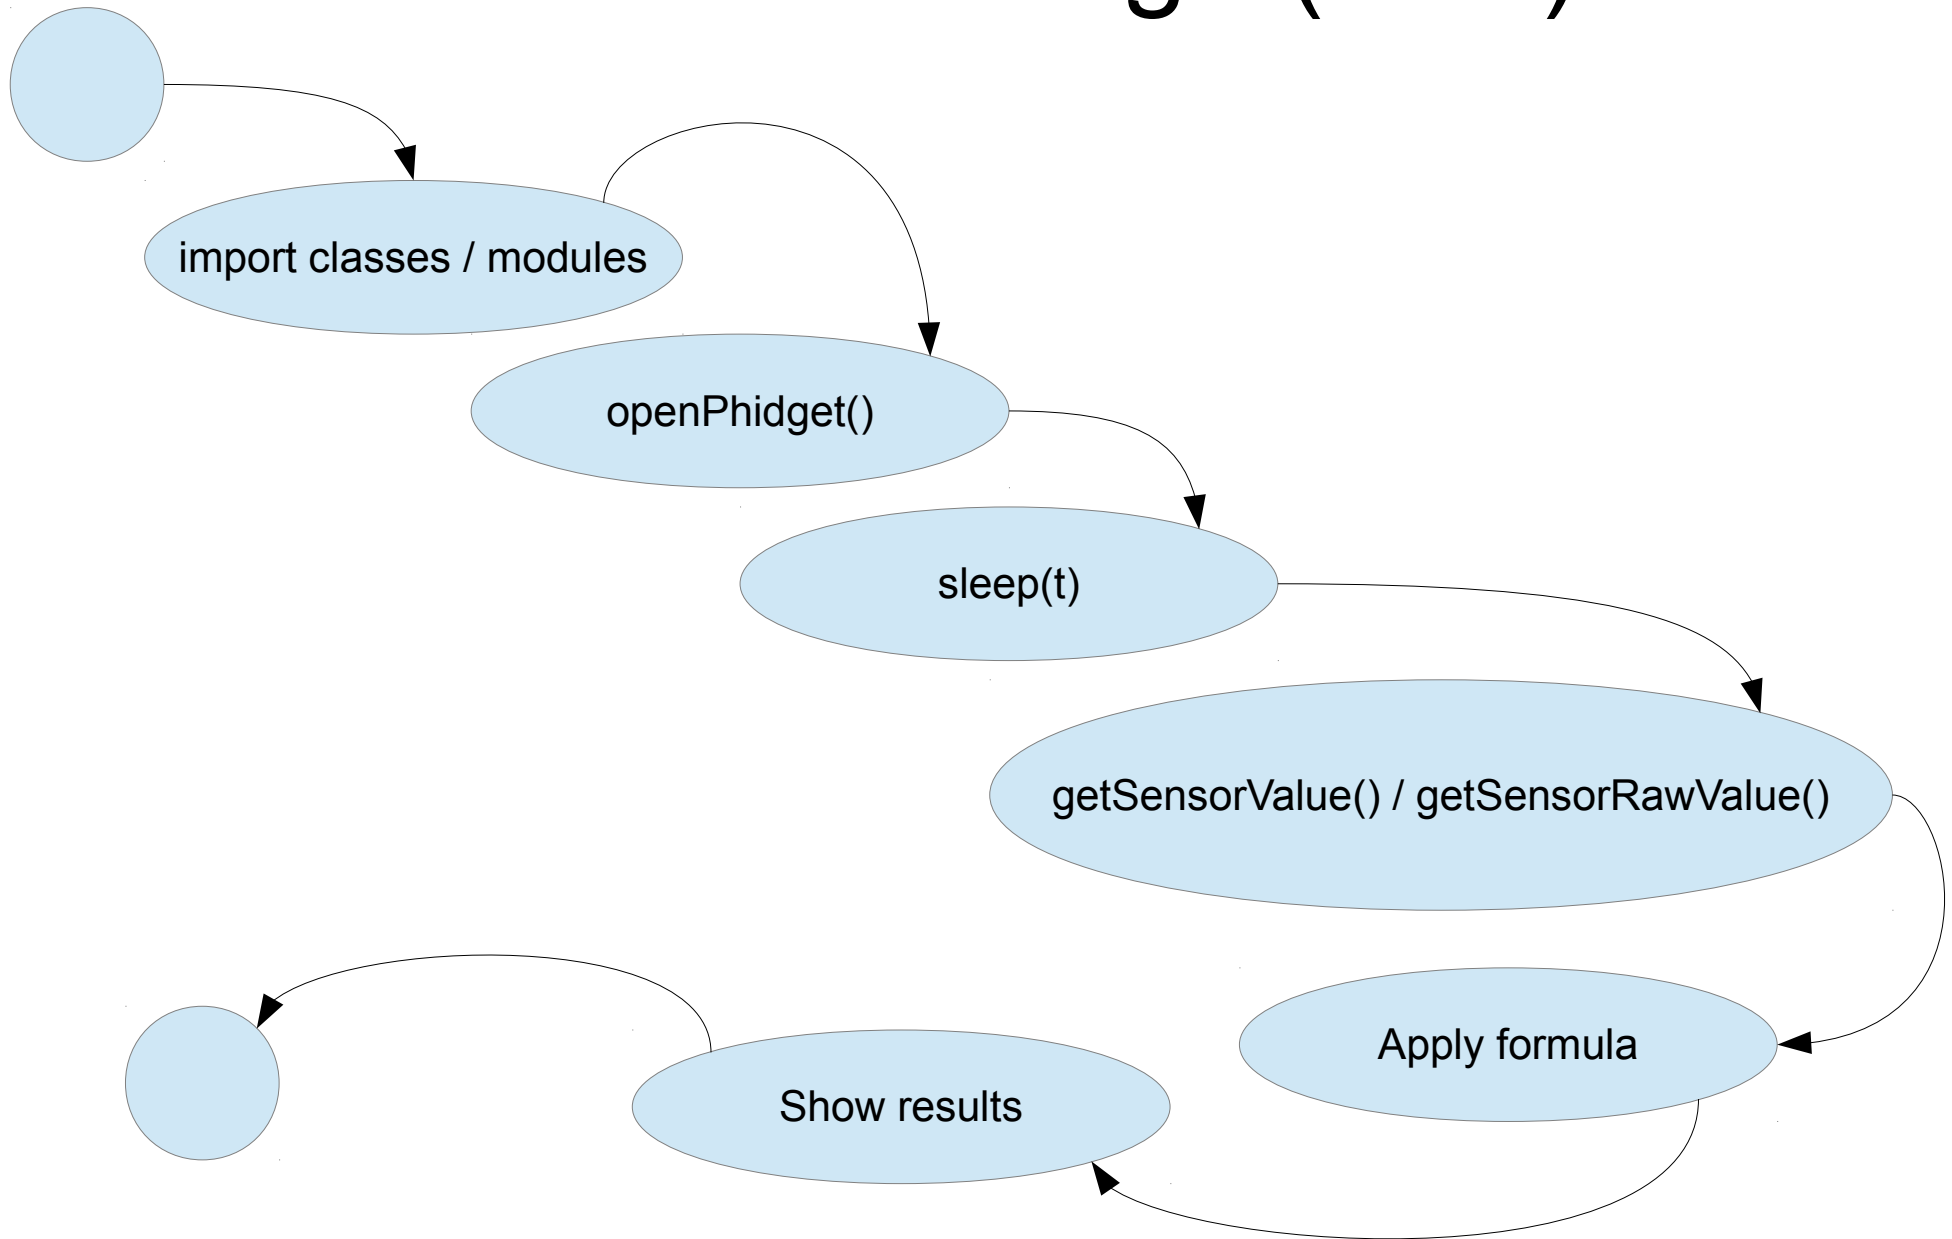 import classes / modules
openPhidget()
sleep(t)
getSensorValue() / getSensorRawValue()
Apply formula
Show results